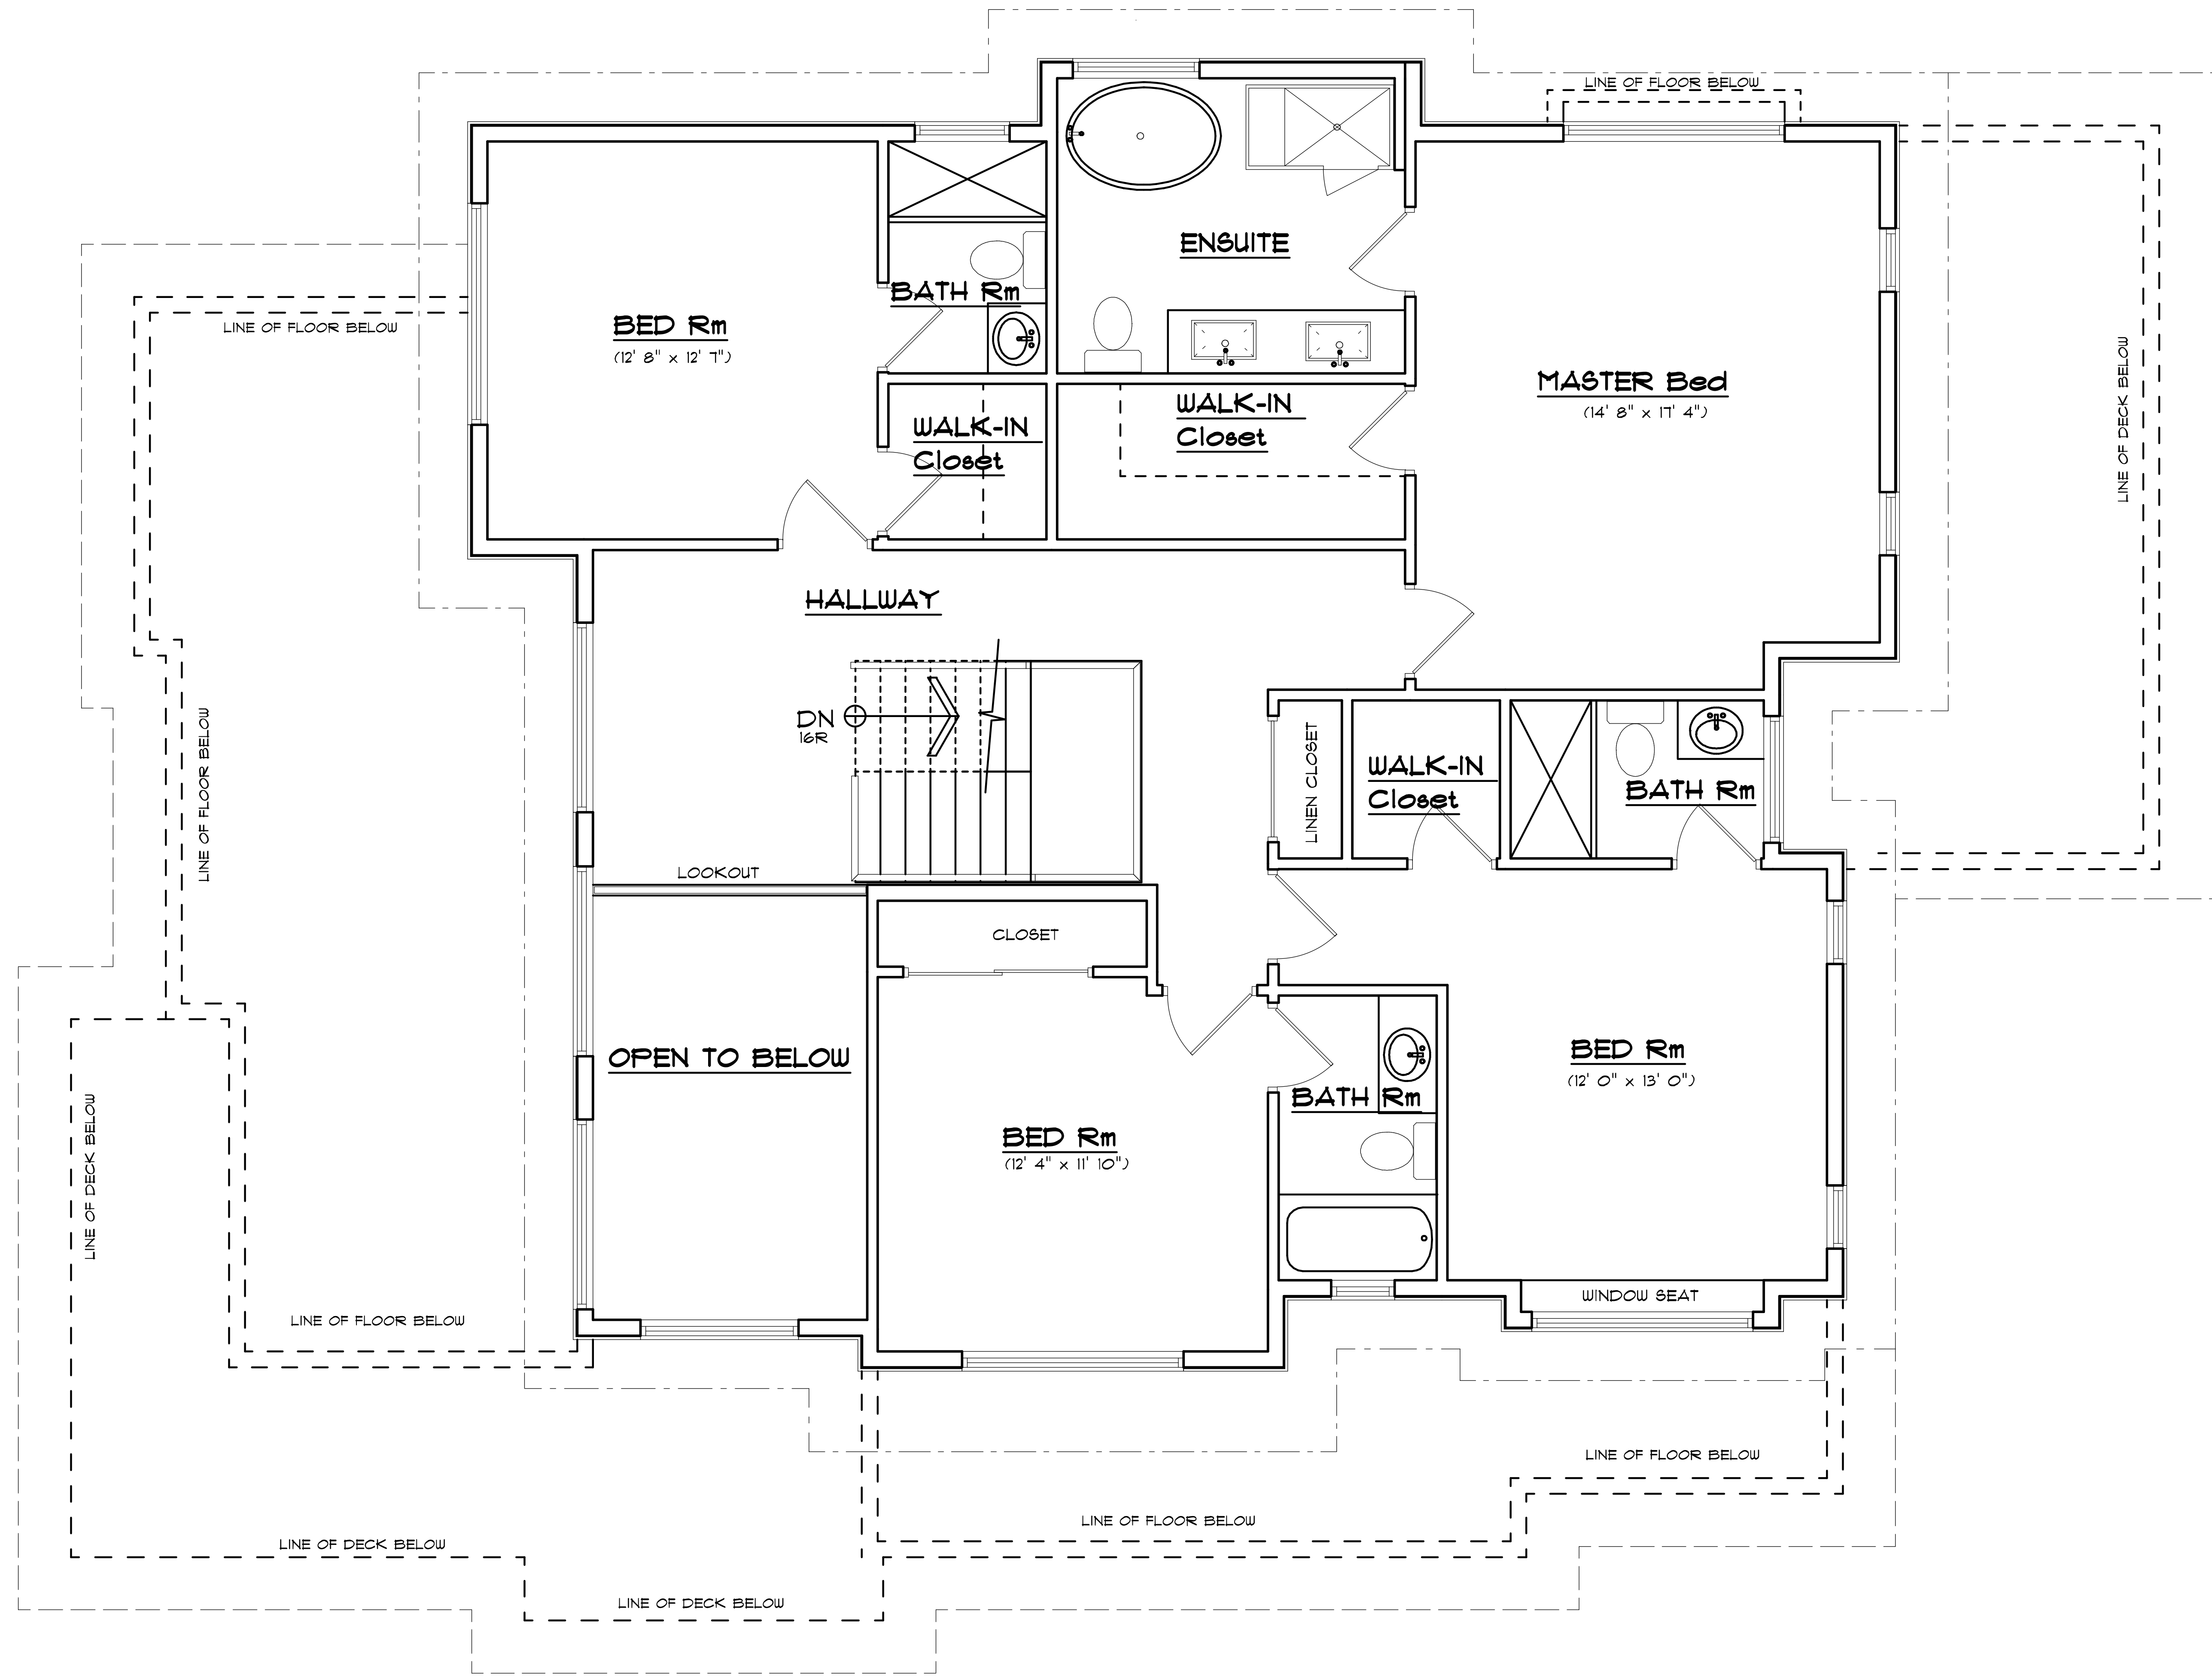 LINE OF FLOOR BELOW
ENSUITE
BATH Rm
BED Rm
(12' 8" x 12' 7")
LINE OF FLOOR BELOW
MASTER Bed
(14' 8" x 17' 4")
LINE OF DECK BELOW
WALK-IN
Closet
WALK-IN
Closet
HALLWAY
DN
16R
LINE OF FLOOR BELOW
LINEN CLOSET
WALK-IN
Closet
BATH Rm
LOOKOUT
CLOSET
OPEN TO BELOW
BED Rm
(12' 0" x 13' 0")
BATH Rm
BED Rm
(12' 4" x 11' 10")
LINE OF DECK BELOW
WINDOW SEAT
LINE OF FLOOR BELOW
LINE OF FLOOR BELOW
LINE OF FLOOR BELOW
LINE OF DECK BELOW
LINE OF DECK BELOW